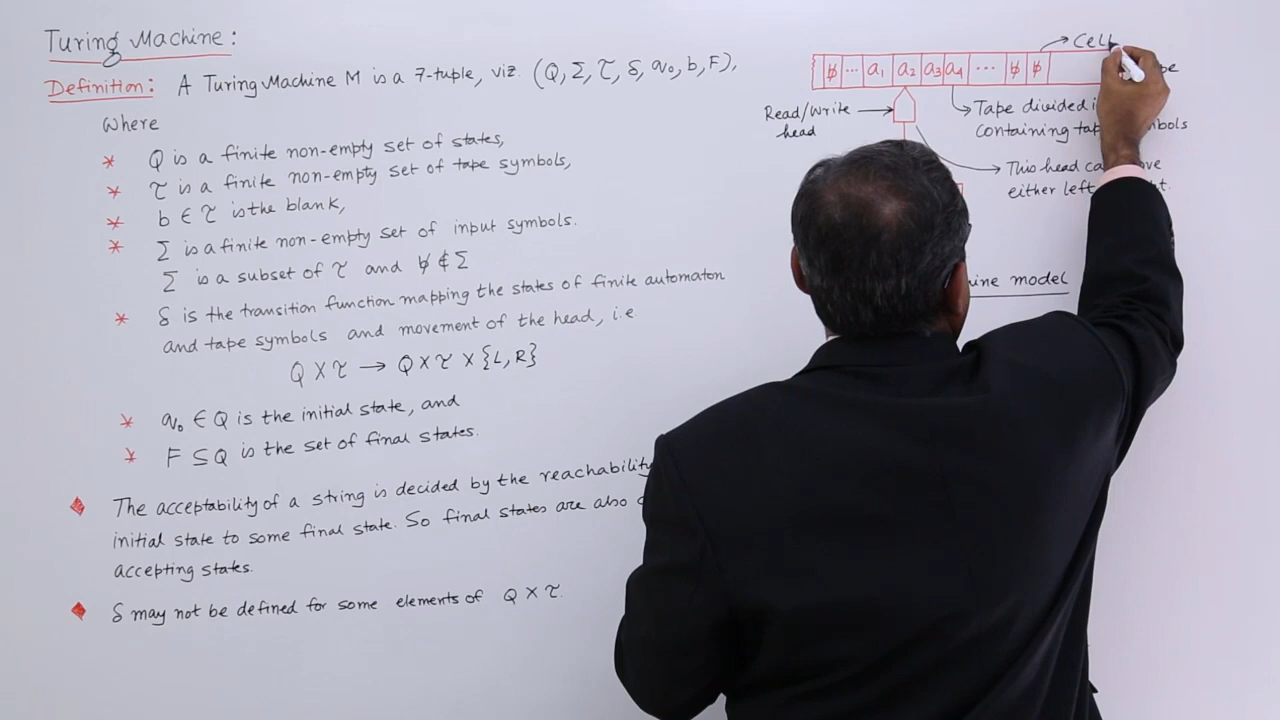 Turing Machine:
Definition: A Turing Machine M is a 7-tuple, viz. (Q, Σ, τ, δ, q₀, b, F),
Where
* Q is a finite non-empty set of states,
* τ is a finite non-empty set of tape symbols,
* b ∈ τ is the blank,
* Σ is a finite non-empty set of input symbols.
Σ is a subset of τ and b̸ ∉ Σ
* δ is the transition function mapping the states of finite automaton
and tape symbols and movement of the head, i.e
Q X τ → Q X τ X {L, R}
* q₀ ∈ Q is the initial state, and
* F ⊆ Q is the set of final states.
The acceptability of a string is decided by the reachability
initial state to some final state. So final states are also
accepting states.
δ may not be defined for some elements of Q X τ.
Cell
b̸ ... a₁ a₂ a₃ a₄ ... b̸ b̸
Read/Write
head
Tape divided
containing
This head
either left
model